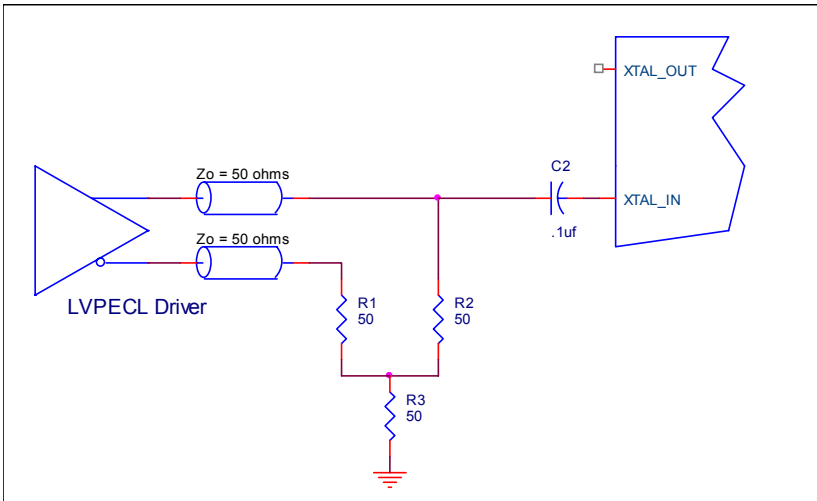 XTAL_OUT
Zo = 50 ohms
C2
XTAL_IN
.1uf
Zo = 50 ohms
LVPECL Driver
R1
50
R2
50
R3
50